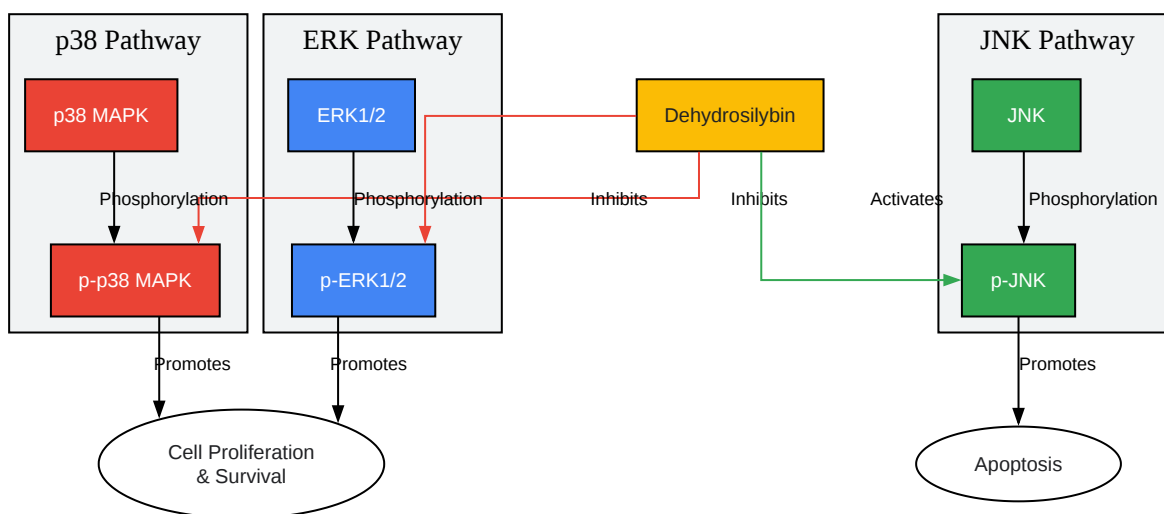 p38 Pathway
ERK Pathway
JNK Pathway
p38 MAPK
ERK1/2
Dehydrosilybin
JNK
Phosphorylation
Phosphorylation
Inhibits
Inhibits
Activates
Phosphorylation
p-p38 MAPK
p-ERK1/2
p-JNK
Promotes
Promotes
Promotes
Cell Proliferation
& Survival
Apoptosis